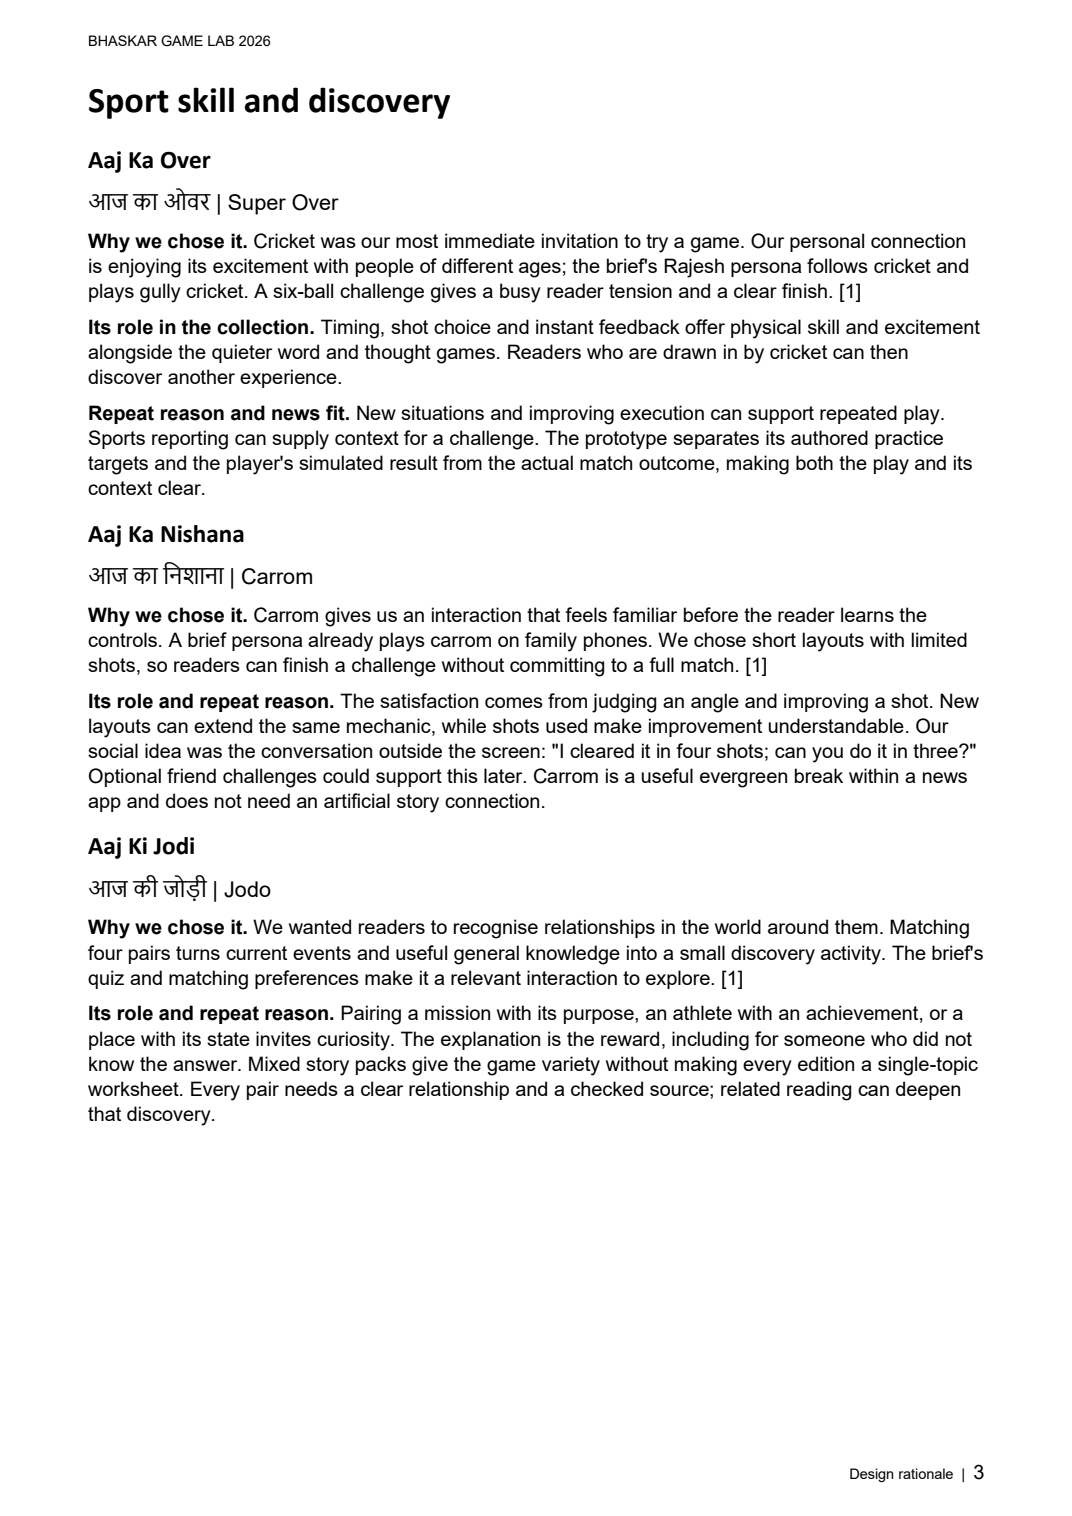 BHASKAR GAME LAB 2026
Sport skill and discovery
Aaj Ka Over
आज का ओवर | Super Over
Why we chose it. Cricket was our most immediate invitation to try a game. Our personal connection
is enjoying its excitement with people of different ages; the brief's Rajesh persona follows cricket and
plays gully cricket. A six-ball challenge gives a busy reader tension and a clear finish. [1]
Its role in the collection. Timing, shot choice and instant feedback offer physical skill and excitement
alongside the quieter word and thought games. Readers who are drawn in by cricket can then
discover another experience.
Repeat reason and news fit. New situations and improving execution can support repeated play.
Sports reporting can supply context for a challenge. The prototype separates its authored practice
targets and the player's simulated result from the actual match outcome, making both the play and its
context clear.
Aaj Ka Nishana
आज का निशाना | Carrom
Why we chose it. Carrom gives us an interaction that feels familiar before the reader learns the
controls. A brief persona already plays carrom on family phones. We chose short layouts with limited
shots, so readers can finish a challenge without committing to a full match. [1]
Its role and repeat reason. The satisfaction comes from judging an angle and improving a shot. New
layouts can extend the same mechanic, while shots used make improvement understandable. Our
social idea was the conversation outside the screen: "I cleared it in four shots; can you do it in three?"
Optional friend challenges could support this later. Carrom is a useful evergreen break within a news
app and does not need an artificial story connection.
Aaj Ki Jodi
आज की जोड़ी | Jodo
Why we chose it. We wanted readers to recognise relationships in the world around them. Matching
four pairs turns current events and useful general knowledge into a small discovery activity. The brief's
quiz and matching preferences make it a relevant interaction to explore. [1]
Its role and repeat reason. Pairing a mission with its purpose, an athlete with an achievement, or a
place with its state invites curiosity. The explanation is the reward, including for someone who did not
know the answer. Mixed story packs give the game variety without making every edition a single-topic
worksheet. Every pair needs a clear relationship and a checked source; related reading can deepen
that discovery.
Design rationale | 3